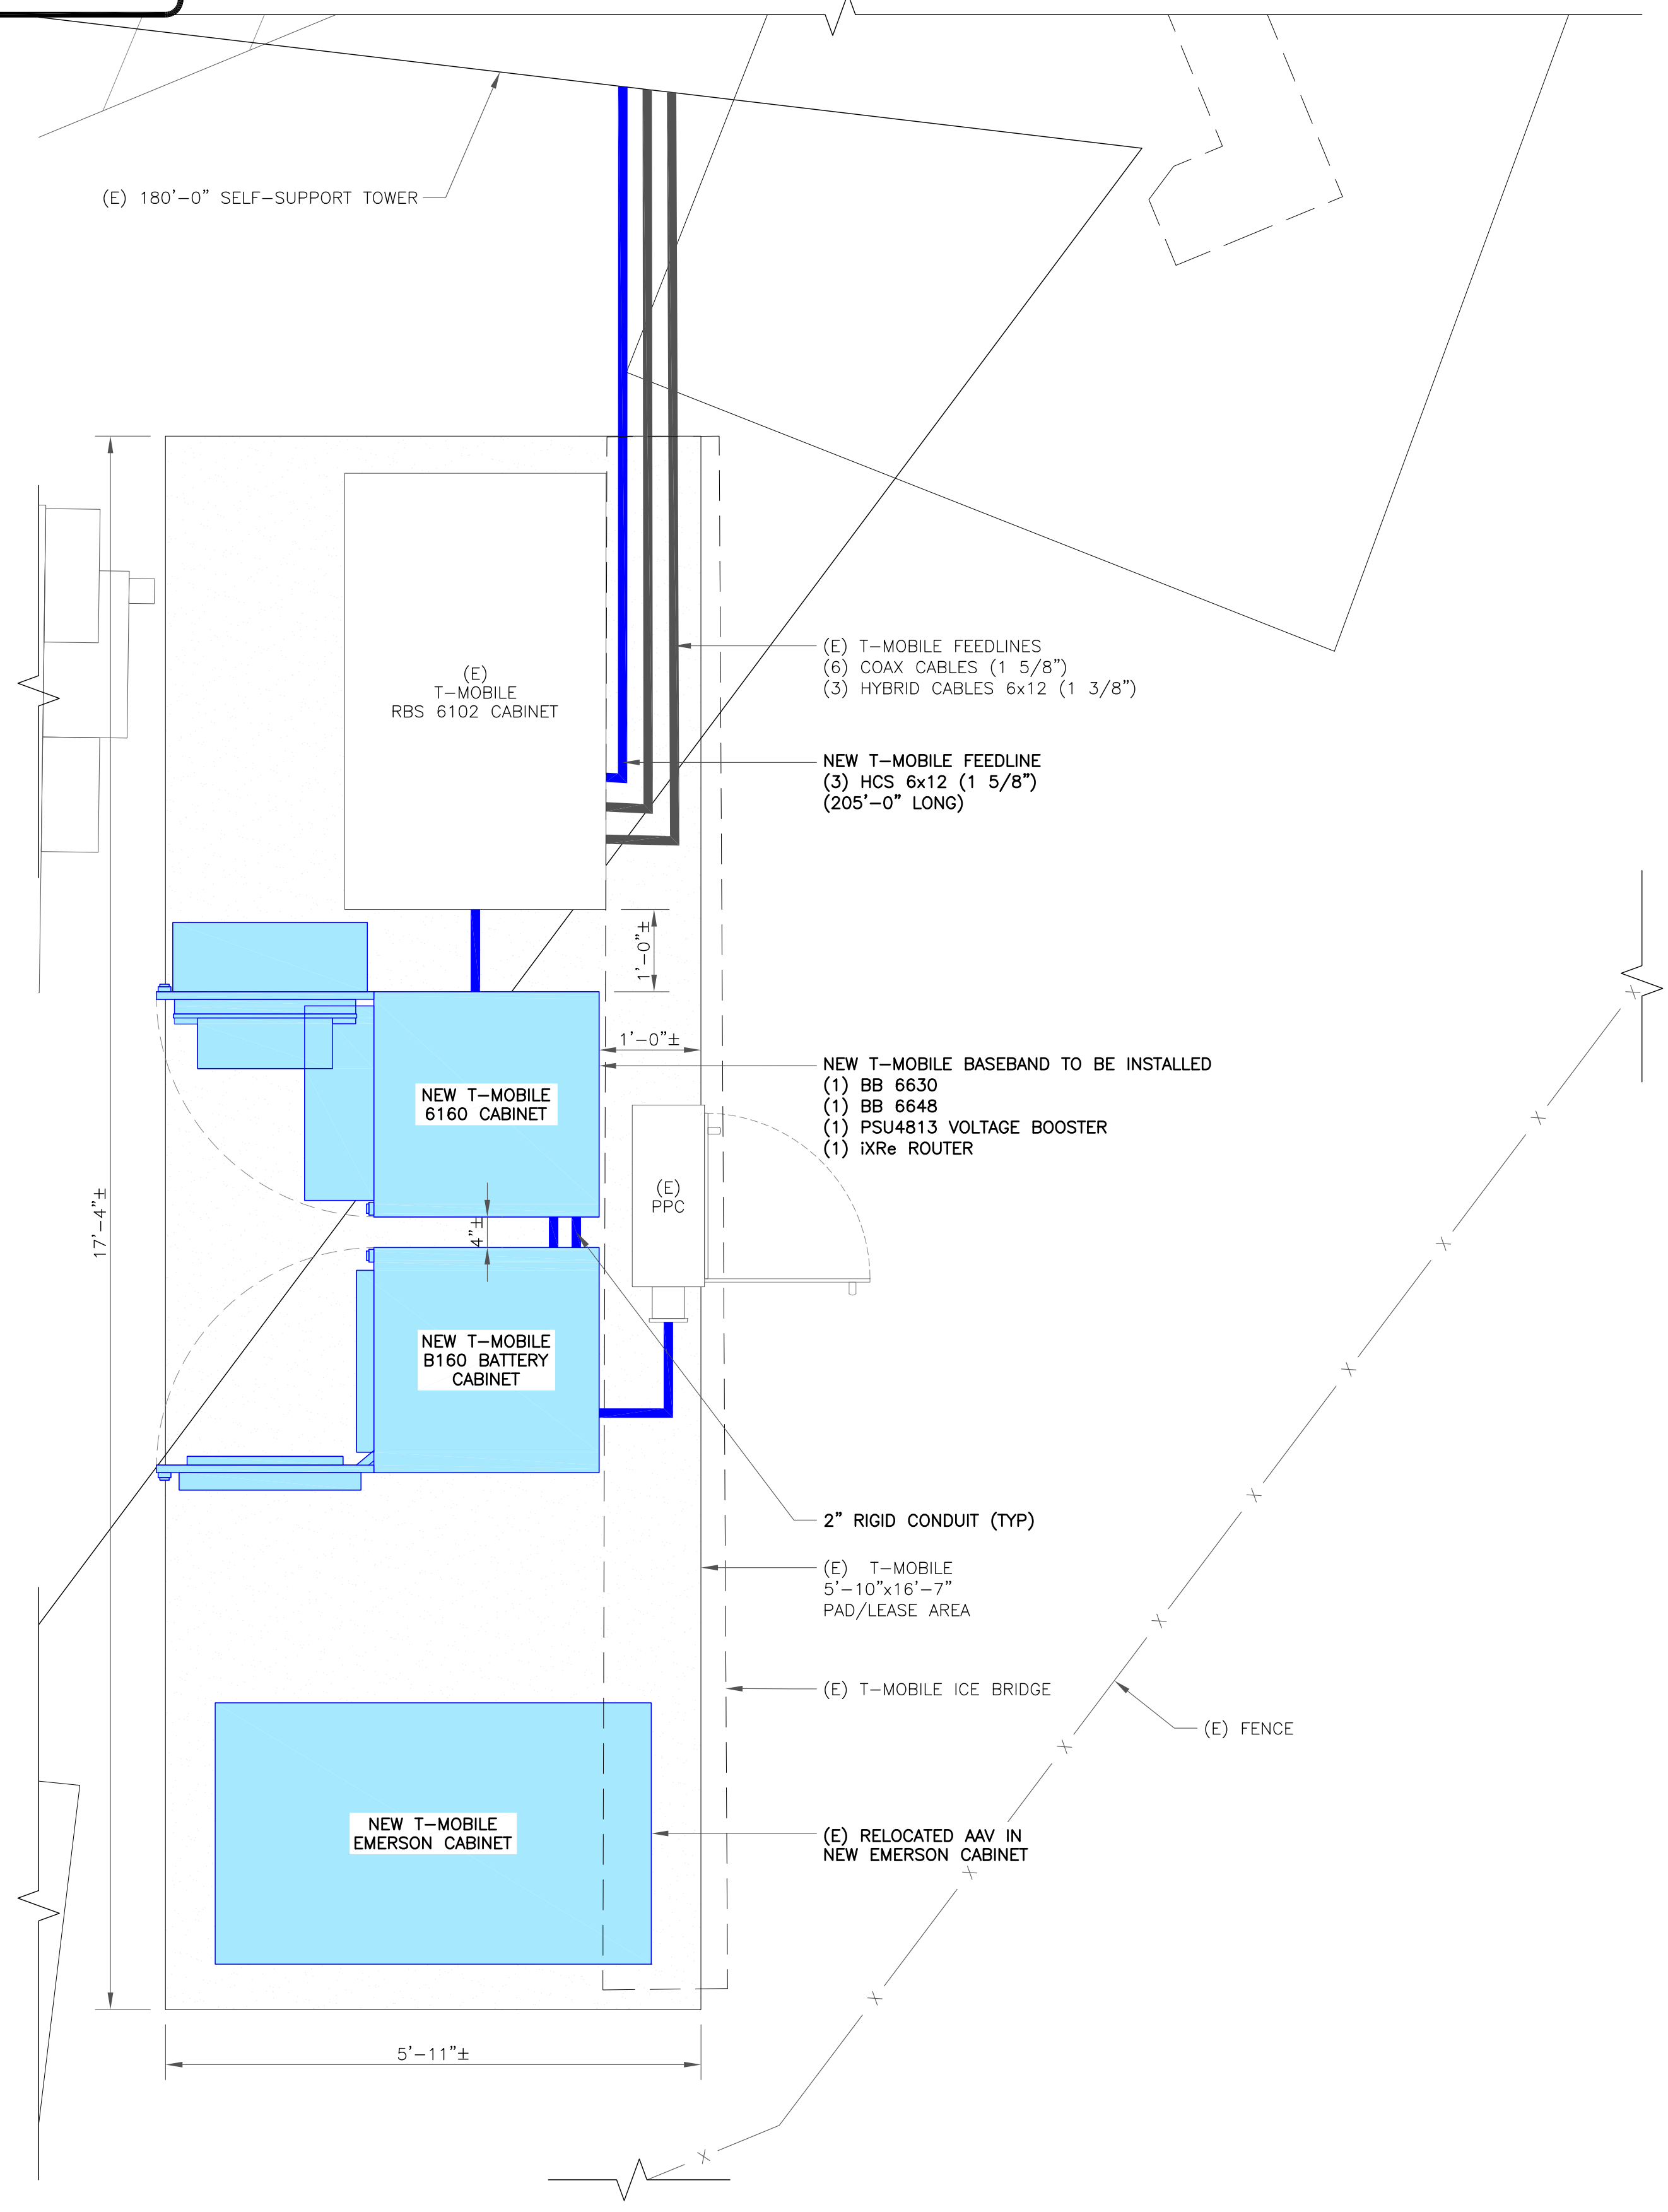 (E) 180'-0" SELF-SUPPORT TOWER
(E)
T-MOBILE
RBS 6102 CABINET
(E) T-MOBILE FEEDLINES
(6) COAX CABLES (1 5/8")
(3) HYBRID CABLES 6x12 (1 3/8")
NEW T-MOBILE FEEDLINE
(3) HCS 6x12 (1 5/8")
(205'-0" LONG)
1'-0"±
1'-0"±
NEW T-MOBILE BASEBAND TO BE INSTALLED
(1) BB 6630
(1) BB 6648
(1) PSU4813 VOLTAGE BOOSTER
(1) iXRe ROUTER
NEW T-MOBILE
6160 CABINET
(E)
PPC
17'-4"±
4"±
NEW T-MOBILE
B160 BATTERY
CABINET
2" RIGID CONDUIT (TYP)
(E) T-MOBILE
5'-10"x16'-7"
PAD/LEASE AREA
(E) T-MOBILE ICE BRIDGE
(E) FENCE
NEW T-MOBILE
EMERSON CABINET
(E) RELOCATED AAV IN
NEW EMERSON CABINET
5'-11"±